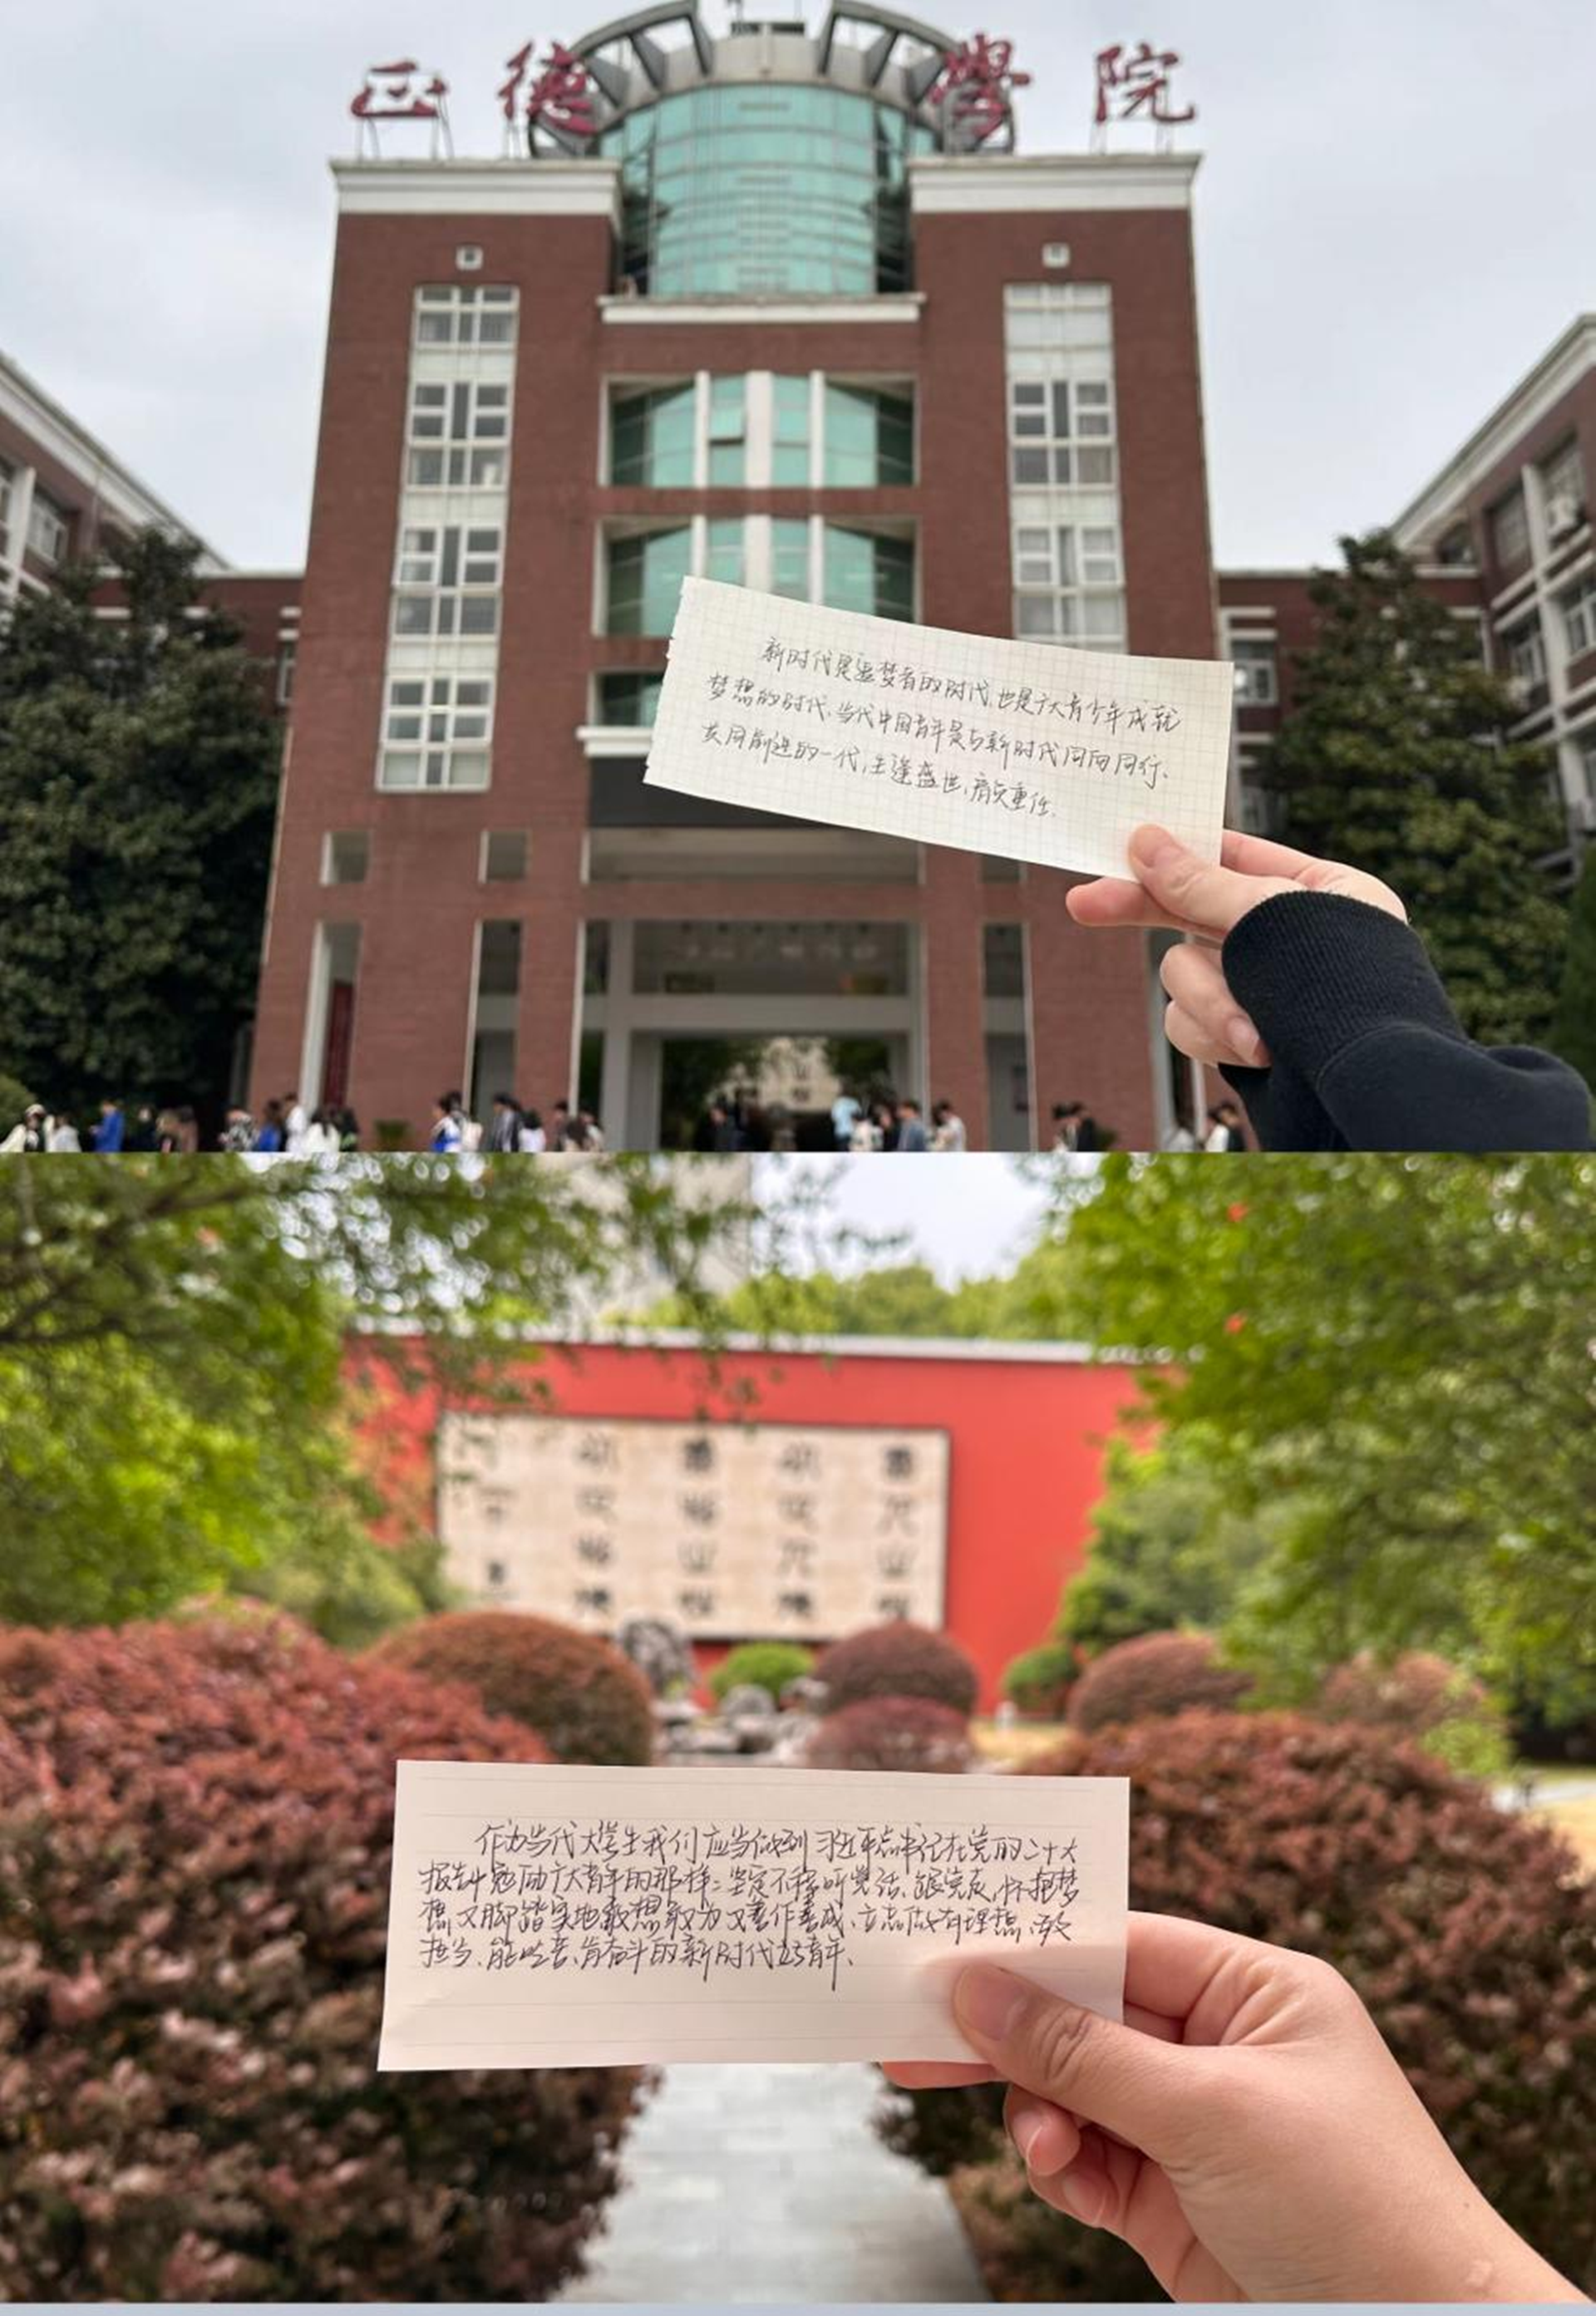 正德學院
新时代是追梦者的时代,也是广大青少年成就
梦想的时代、当代中国青年是与新时代同向同行、
共同前进的一代,生逢盛世,肩负重任.
作为当代大学生我们应当做到习近平总书记在党的二十大
报告中勉励广大青年的那样:坚定不移听党话、跟党走,怀抱梦
想又脚踏实地,敢想敢为又善作善成、立志做有理想、敢
担当、能吃苦、肯奋斗的新时代好青年、